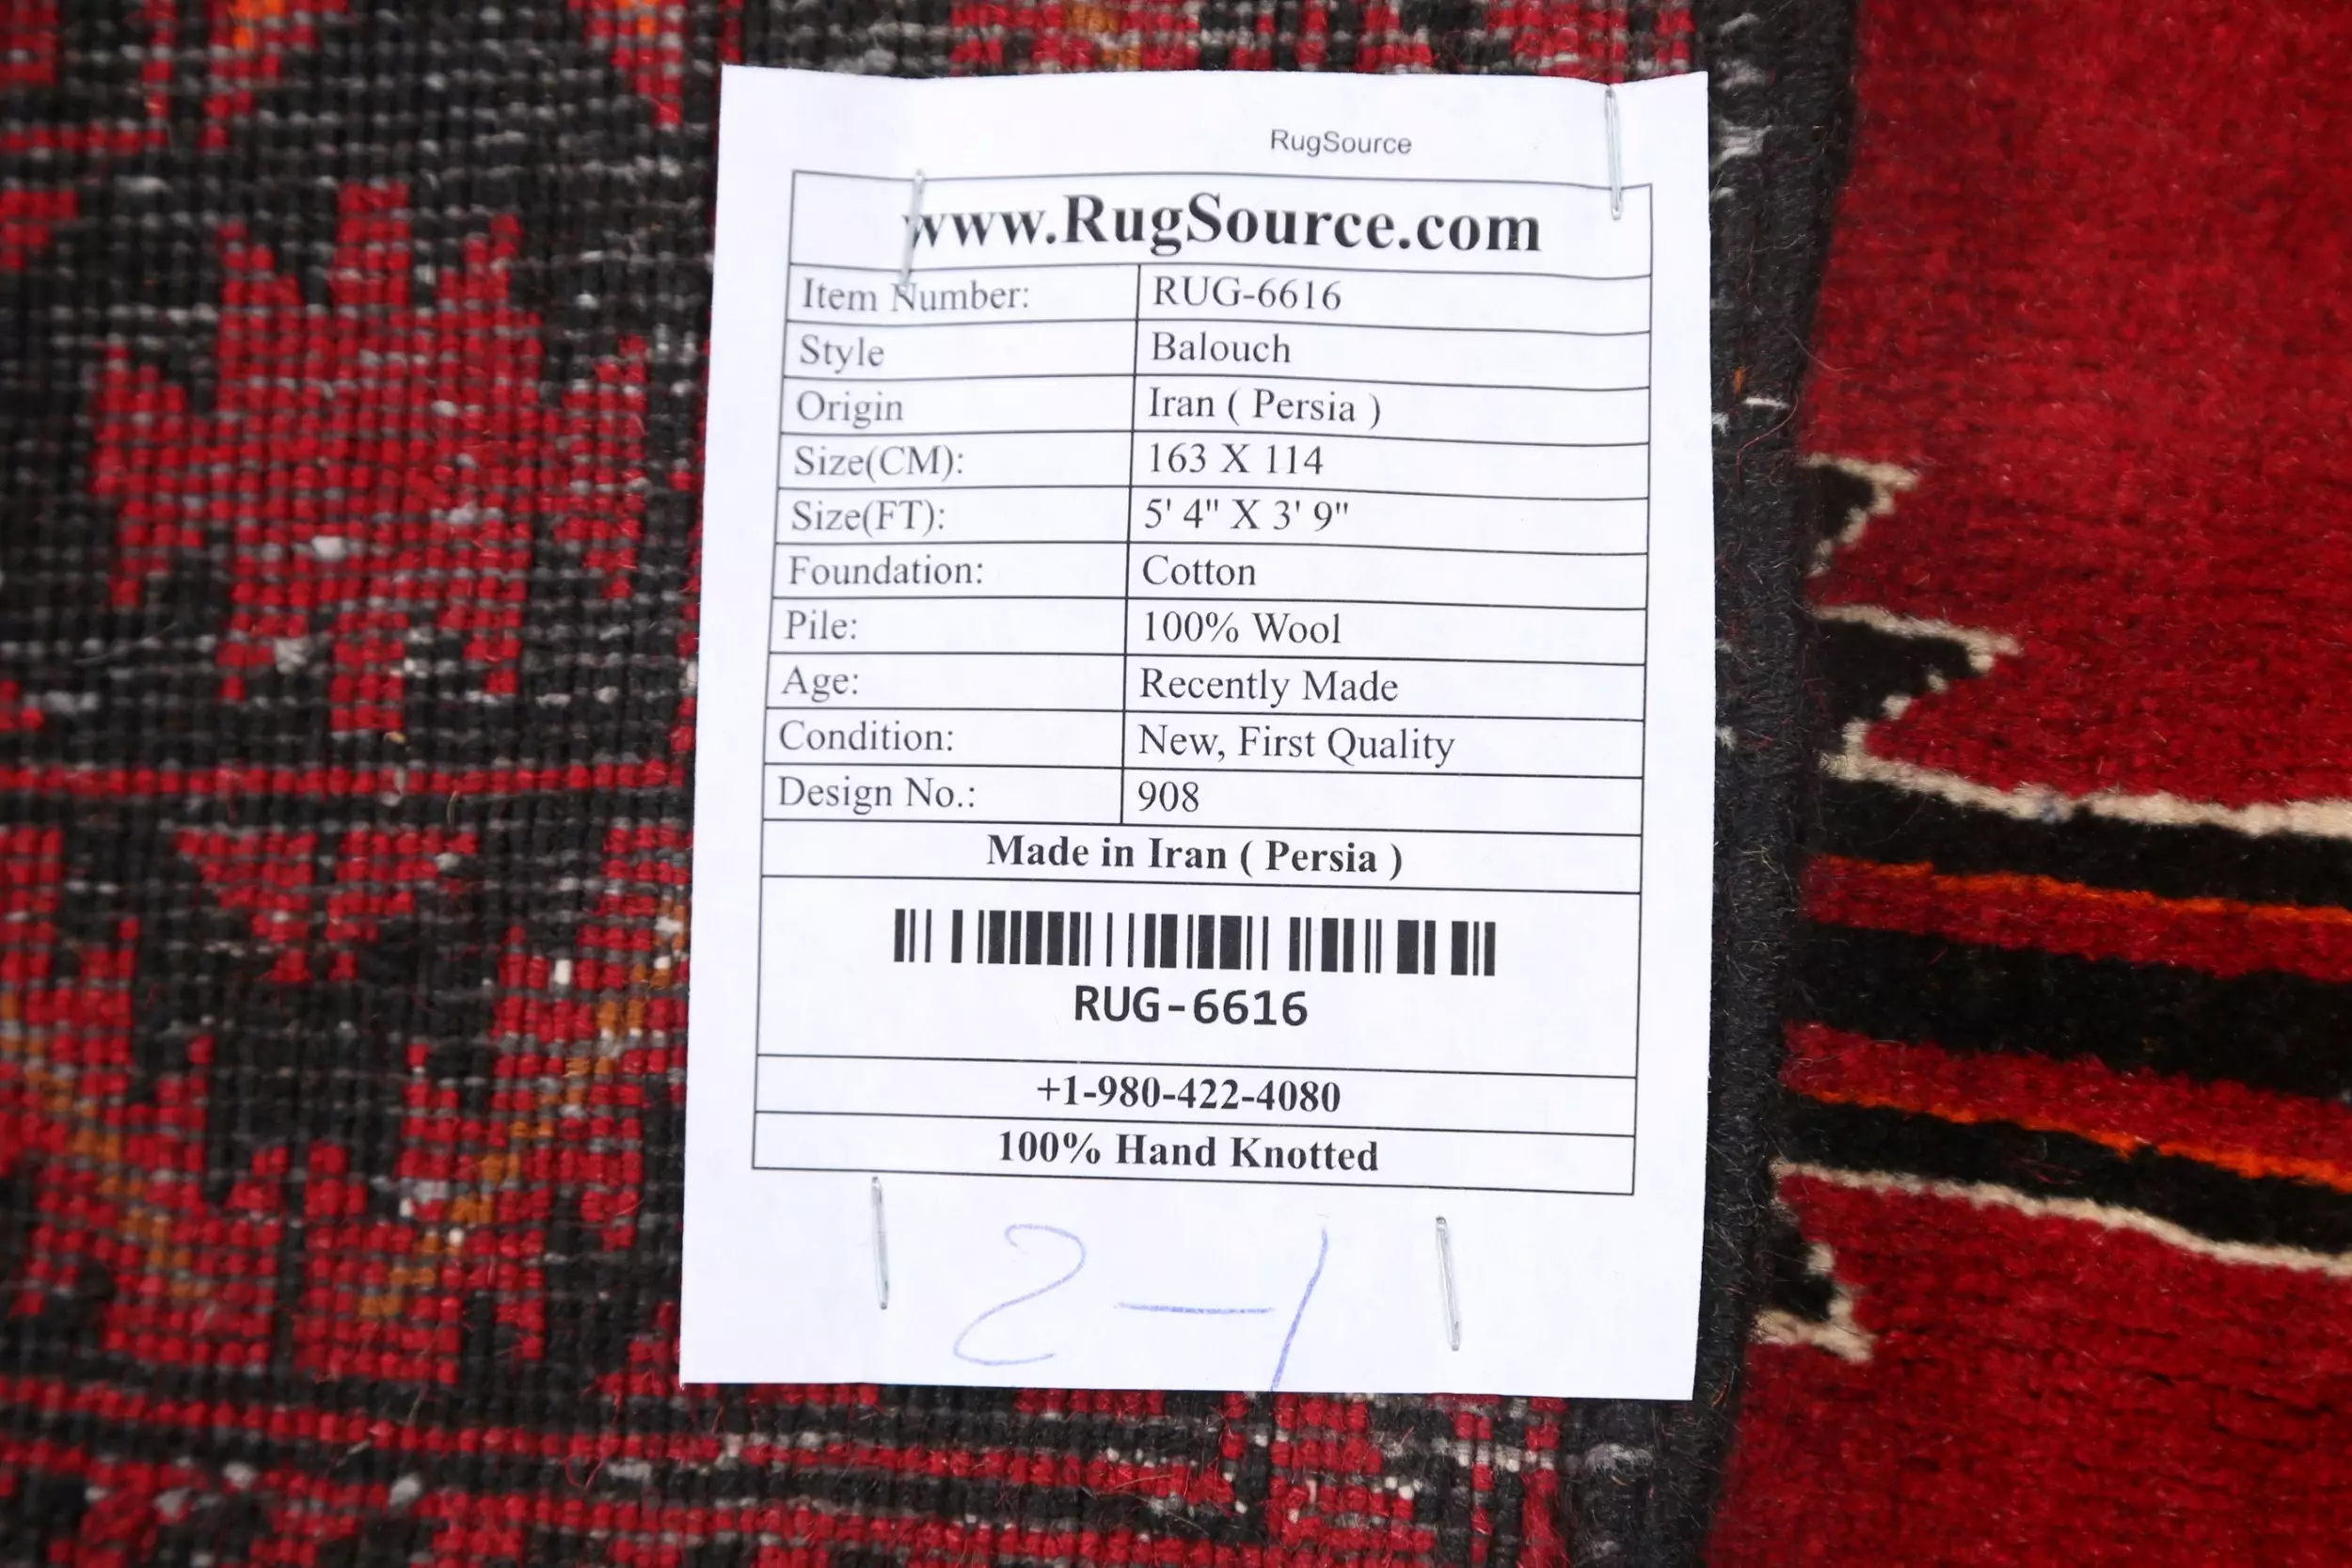 RugSource
www.RugSource.com
Item Number: RUG-6616
Style Balouch
Origin Iran ( Persia )
Size(CM): 163 X 114
Size(FT): 5' 4" X 3' 9"
Foundation: Cotton
Pile: 100% Wool
Age: Recently Made
Condition: New, First Quality
Design No.: 908
Made in Iran ( Persia )
RUG-6616
+1-980-422-4080
100% Hand Knotted
2-1